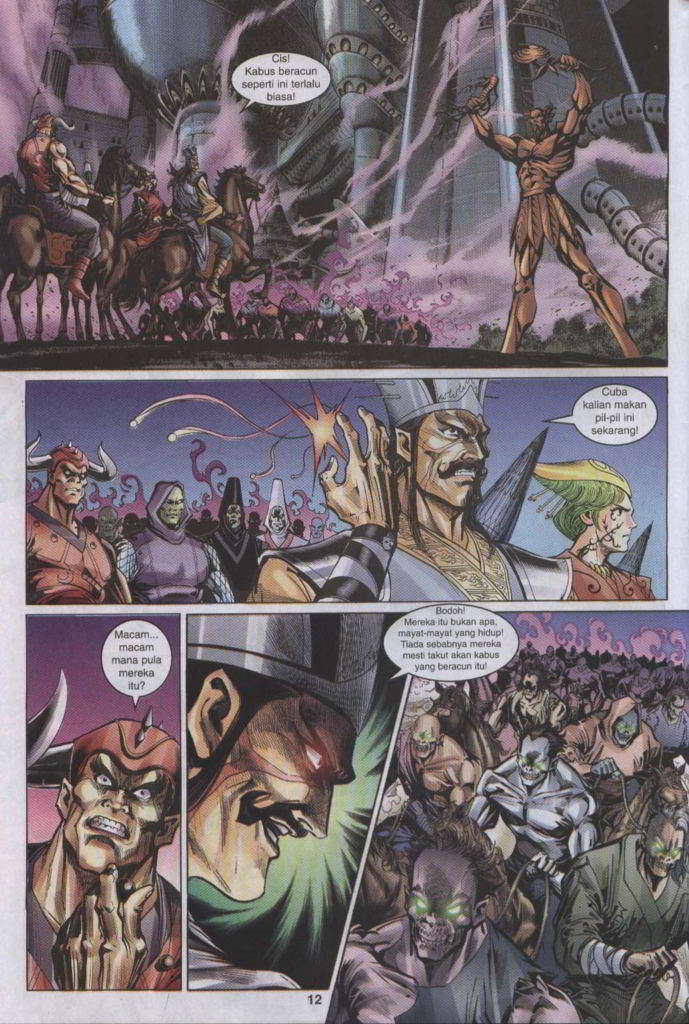 Cis!
Kabus beracun
seperti ini terlalu
biasa!
Cuba
kalian makan
pil-pil ini
sekarang!
Macam...
macam
mana pula
mereka
itu?
Bodoh!
Mereka itu bukan apa,
mayat-mayat yang hidup!
Tiada sebabnya mereka
mesti takut akan kabus
yang beracun itu!
12